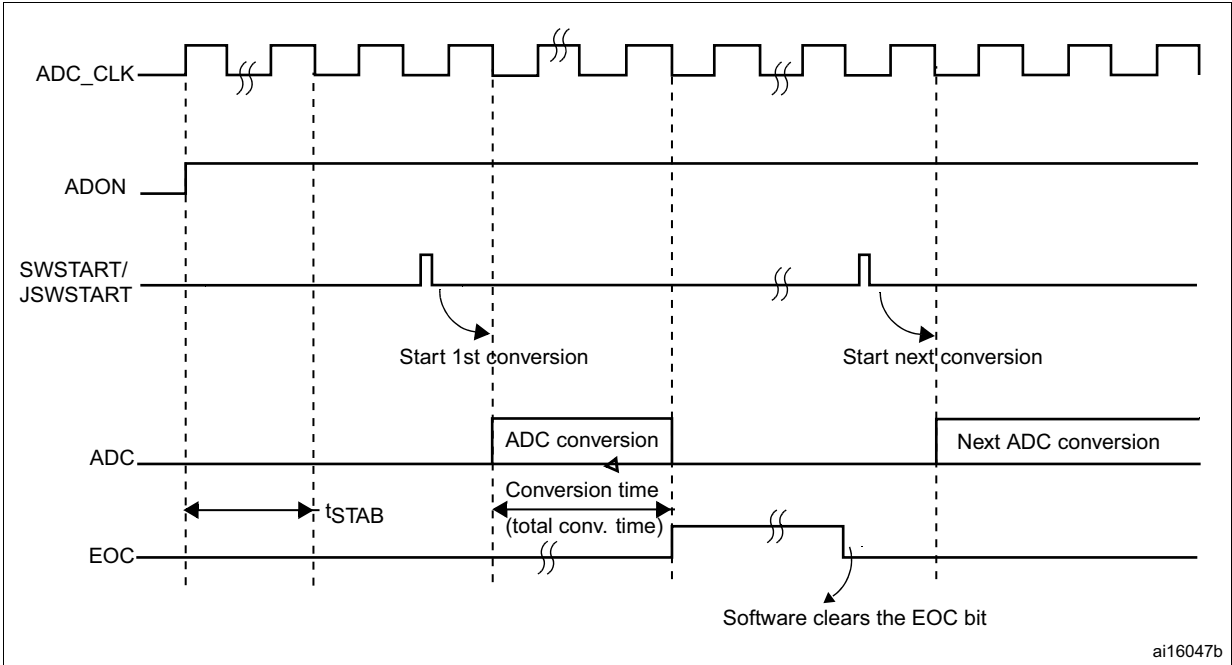 ADC_CLK
ADON
SWSTART/
JSWSTART
Start 1st conversion
Start next conversion
ADC
ADC conversion
Next ADC conversion
Conversion time
(total conv. time)
tSTAB
EOC
Software clears the EOC bit
ai16047b